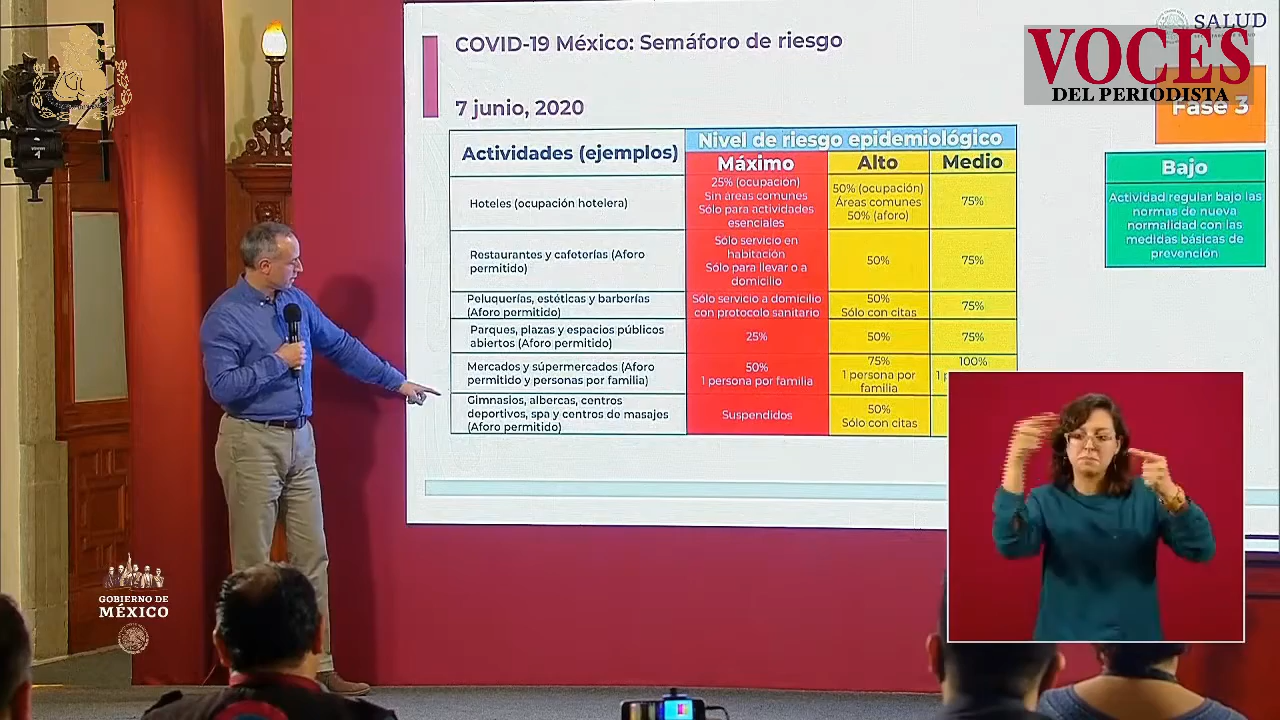 COVID-19 México: Semáforo de riesgo
SALUD
VOCES
DEL PERIODISTA
Fase 3
7 junio, 2020
Actividades (ejemplos)
Nivel de riesgo epidemiológico
Máximo
Alto
Medio
Bajo
Actividad regular bajo las
normas de nueva
normalidad con las
medidas básicas de
prevención
Hoteles (ocupación hotelera)
25% (ocupación)
Sin áreas comunes
Sólo para actividades
esenciales
50% (ocupación)
Áreas comunes
50% (aforo)
75%
Restaurantes y cafeterías (Aforo
permitido)
Sólo servicio en
habitación
Sólo para llevar o a
domicilio
50%
75%
Peluquerías, estéticas y barberías
(Aforo permitido)
Sólo servicio a domicilio
con protocolo sanitario
50%
Sólo con citas
75%
Parques, plazas y espacios públicos
abiertos (Aforo permitido)
25%
50%
75%
Mercados y súpermercados (Aforo
permitido y personas por familia)
50%
1 persona por familia
75%
1 persona por
familia
100%
1
Gimnasios, albercas, centros
deportivos, spa y centros de masajes
(Aforo permitido)
Suspendidos
50%
Sólo con citas
GOBIERNO DE
MÉXICO